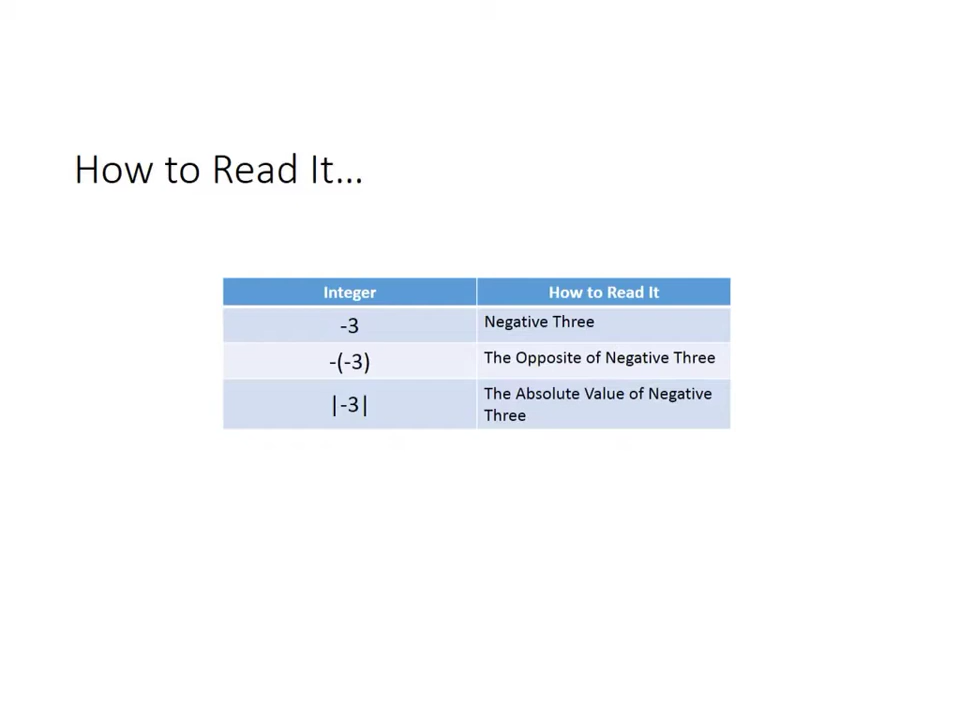 How to Read It...
Integer How to Read It
-3 Negative Three
-(-3) The Opposite of Negative Three
|-3| The Absolute Value of Negative
Three